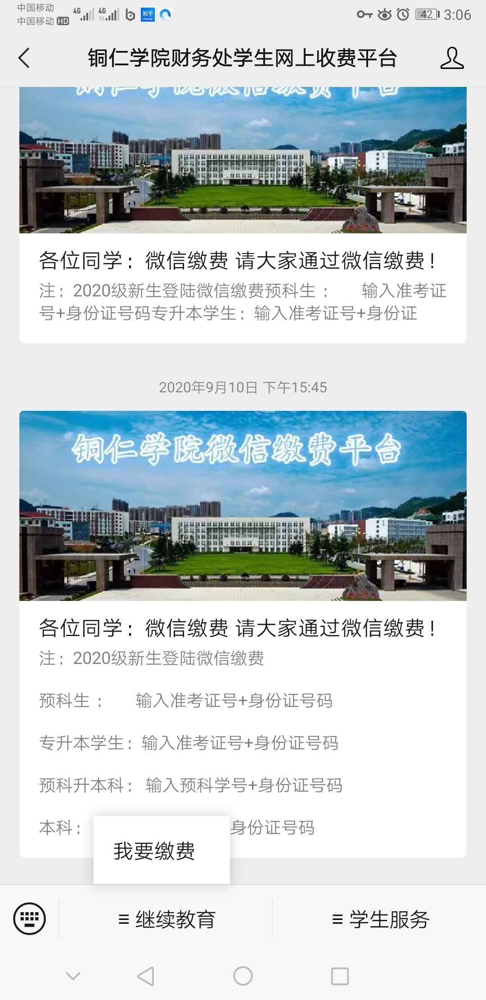 中国移动
中国移动 HD
4G 4G
知乎
42 3:06
铜仁学院财务处学生网上收费平台
铜仁学院微信缴费平台
各位同学：微信缴费 请大家通过微信缴费！
注：2020级新生登陆微信缴费预科生： 输入准考证
号+身份证号码专升本学生：输入准考证号+身份证
2020年9月10日 下午15:45
铜仁学院微信缴费平台
各位同学：微信缴费 请大家通过微信缴费！
注：2020级新生登陆微信缴费
预科生： 输入准考证号+身份证号码
专升本学生：输入准考证号+身份证号码
预科升本科： 输入预科学号+身份证号码
本科： 身份证号码
我要缴费
继续教育
学生服务